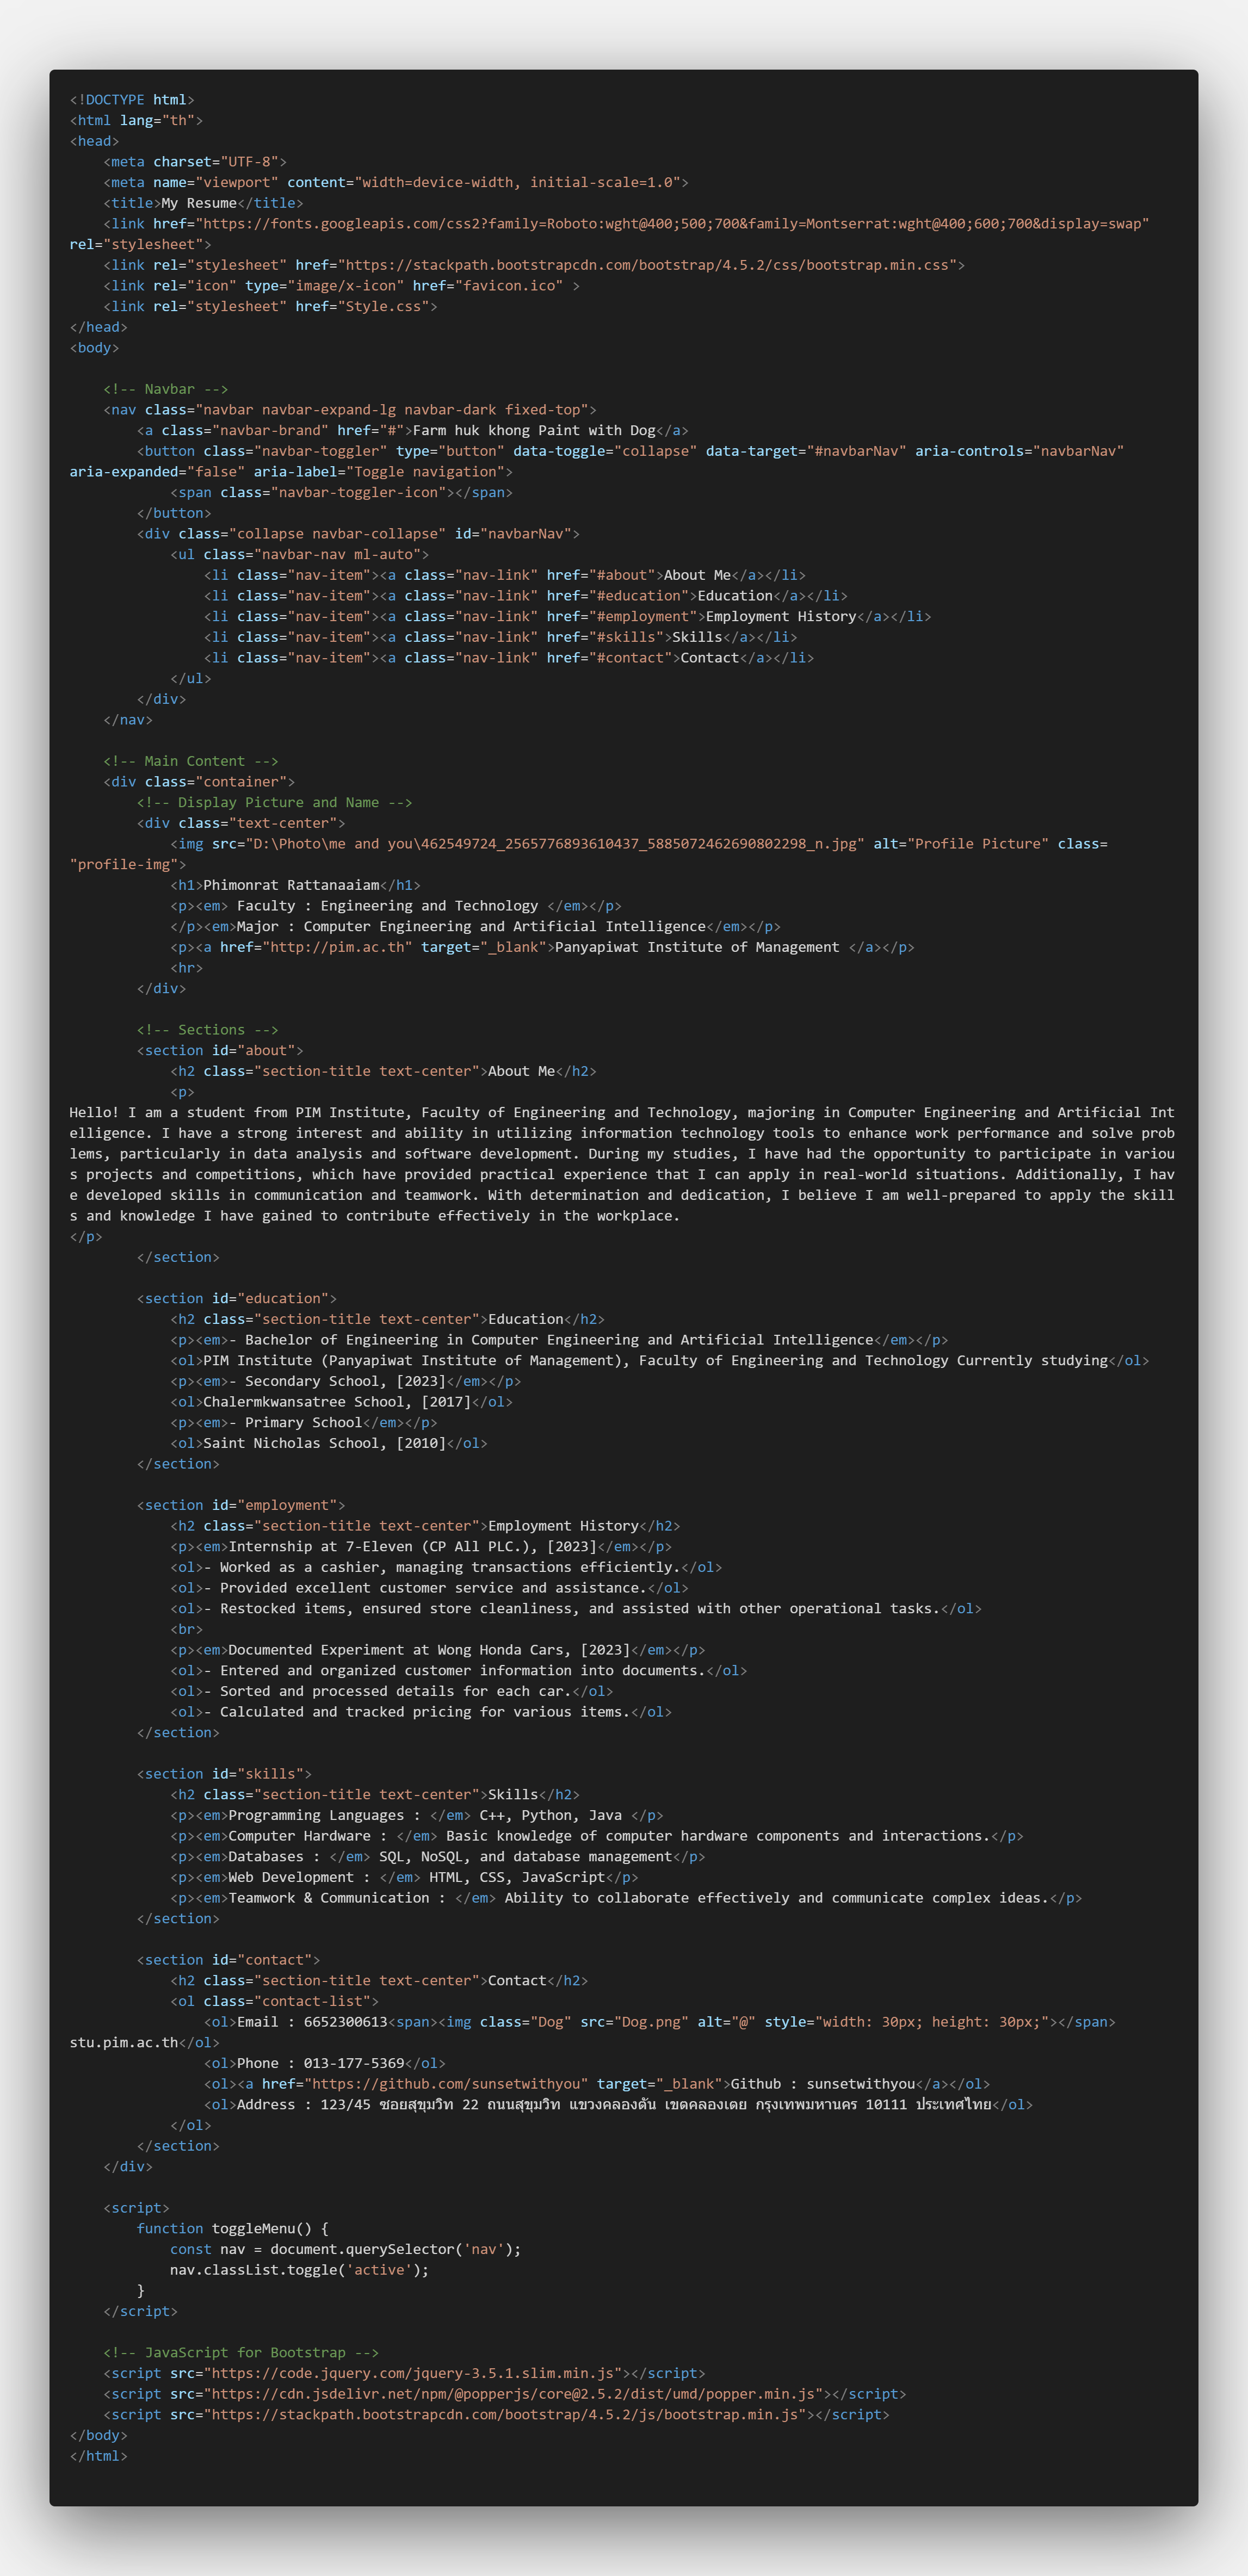 <!DOCTYPE html>
<html lang="th">
<head>
    <meta charset="UTF-8">
    <meta name="viewport" content="width=device-width, initial-scale=1.0">
    <title>My Resume</title>
    <link href="https://fonts.googleapis.com/css2?family=Roboto:wght@400;500;700&family=Montserrat:wght@400;600;700&display=swap"
rel="stylesheet">
    <link rel="stylesheet" href="https://stackpath.bootstrapcdn.com/bootstrap/4.5.2/css/bootstrap.min.css">
    <link rel="icon" type="image/x-icon" href="favicon.ico" >
    <link rel="stylesheet" href="Style.css">
</head>
<body>

    <!-- Navbar -->
    <nav class="navbar navbar-expand-lg navbar-dark fixed-top">
        <a class="navbar-brand" href="#">Farm huk khong Paint with Dog</a>
        <button class="navbar-toggler" type="button" data-toggle="collapse" data-target="#navbarNav" aria-controls="navbarNav"
aria-expanded="false" aria-label="Toggle navigation">
            <span class="navbar-toggler-icon"></span>
        </button>
        <div class="collapse navbar-collapse" id="navbarNav">
            <ul class="navbar-nav ml-auto">
                <li class="nav-item"><a class="nav-link" href="#about">About Me</a></li>
                <li class="nav-item"><a class="nav-link" href="#education">Education</a></li>
                <li class="nav-item"><a class="nav-link" href="#employment">Employment History</a></li>
                <li class="nav-item"><a class="nav-link" href="#skills">Skills</a></li>
                <li class="nav-item"><a class="nav-link" href="#contact">Contact</a></li>
            </ul>
        </div>
    </nav>

    <!-- Main Content -->
    <div class="container">
        <!-- Display Picture and Name -->
        <div class="text-center">
            <img src="D:\Photo\me and you\462549724_2565776893610437_5885072462690802298_n.jpg" alt="Profile Picture" class=
"profile-img">
            <h1>Phimonrat Rattanaaiam</h1>
            <p><em> Faculty : Engineering and Technology </em></p>
            </p><em>Major : Computer Engineering and Artificial Intelligence</em></p>
            <p><a href="http://pim.ac.th" target="_blank">Panyapiwat Institute of Management </a></p>
            <hr>
        </div>

        <!-- Sections -->
        <section id="about">
            <h2 class="section-title text-center">About Me</h2>
            <p>
Hello! I am a student from PIM Institute, Faculty of Engineering and Technology, majoring in Computer Engineering and Artificial Int
elligence. I have a strong interest and ability in utilizing information technology tools to enhance work performance and solve prob
lems, particularly in data analysis and software development. During my studies, I have had the opportunity to participate in variou
s projects and competitions, which have provided practical experience that I can apply in real-world situations. Additionally, I hav
e developed skills in communication and teamwork. With determination and dedication, I believe I am well-prepared to apply the skill
s and knowledge I have gained to contribute effectively in the workplace.
</p>
        </section>

        <section id="education">
            <h2 class="section-title text-center">Education</h2>
            <p><em>- Bachelor of Engineering in Computer Engineering and Artificial Intelligence</em></p>
            <ol>PIM Institute (Panyapiwat Institute of Management), Faculty of Engineering and Technology Currently studying</ol>
            <p><em>- Secondary School, [2023]</em></p>
            <ol>Chalermkwansatree School, [2017]</ol>
            <p><em>- Primary School</em></p>
            <ol>Saint Nicholas School, [2010]</ol>
        </section>

        <section id="employment">
            <h2 class="section-title text-center">Employment History</h2>
            <p><em>Internship at 7-Eleven (CP All PLC.), [2023]</em></p>
            <ol>- Worked as a cashier, managing transactions efficiently.</ol>
            <ol>- Provided excellent customer service and assistance.</ol>
            <ol>- Restocked items, ensured store cleanliness, and assisted with other operational tasks.</ol>
            <br>
            <p><em>Documented Experiment at Wong Honda Cars, [2023]</em></p>
            <ol>- Entered and organized customer information into documents.</ol>
            <ol>- Sorted and processed details for each car.</ol>
            <ol>- Calculated and tracked pricing for various items.</ol>
        </section>

        <section id="skills">
            <h2 class="section-title text-center">Skills</h2>
            <p><em>Programming Languages : </em> C++, Python, Java </p>
            <p><em>Computer Hardware : </em> Basic knowledge of computer hardware components and interactions.</p>
            <p><em>Databases : </em> SQL, NoSQL, and database management</p>
            <p><em>Web Development : </em> HTML, CSS, JavaScript</p>
            <p><em>Teamwork & Communication : </em> Ability to collaborate effectively and communicate complex ideas.</p>
        </section>

        <section id="contact">
            <h2 class="section-title text-center">Contact</h2>
            <ol class="contact-list">
                <ol>Email : 6652300613<span><img class="Dog" src="Dog.png" alt="@" style="width: 30px; height: 30px;"></span>
stu.pim.ac.th</ol>
                <ol>Phone : 013-177-5369</ol>
                <ol><a href="https://github.com/sunsetwithyou" target="_blank">Github : sunsetwithyou</a></ol>
                <ol>Address : 123/45 ซอยสุขุมวิท 22 ถนนสุขุมวิท แขวงคลองตัน เขตคลองเตย กรุงเทพมหานคร 10111 ประเทศไทย</ol>
            </ol>
        </section>
    </div>

    <script>
        function toggleMenu() {
            const nav = document.querySelector('nav');
            nav.classList.toggle('active');
        }
    </script>

    <!-- JavaScript for Bootstrap -->
    <script src="https://code.jquery.com/jquery-3.5.1.slim.min.js"></script>
    <script src="https://cdn.jsdelivr.net/npm/@popperjs/core@2.5.2/dist/umd/popper.min.js"></script>
    <script src="https://stackpath.bootstrapcdn.com/bootstrap/4.5.2/js/bootstrap.min.js"></script>
</body>
</html>